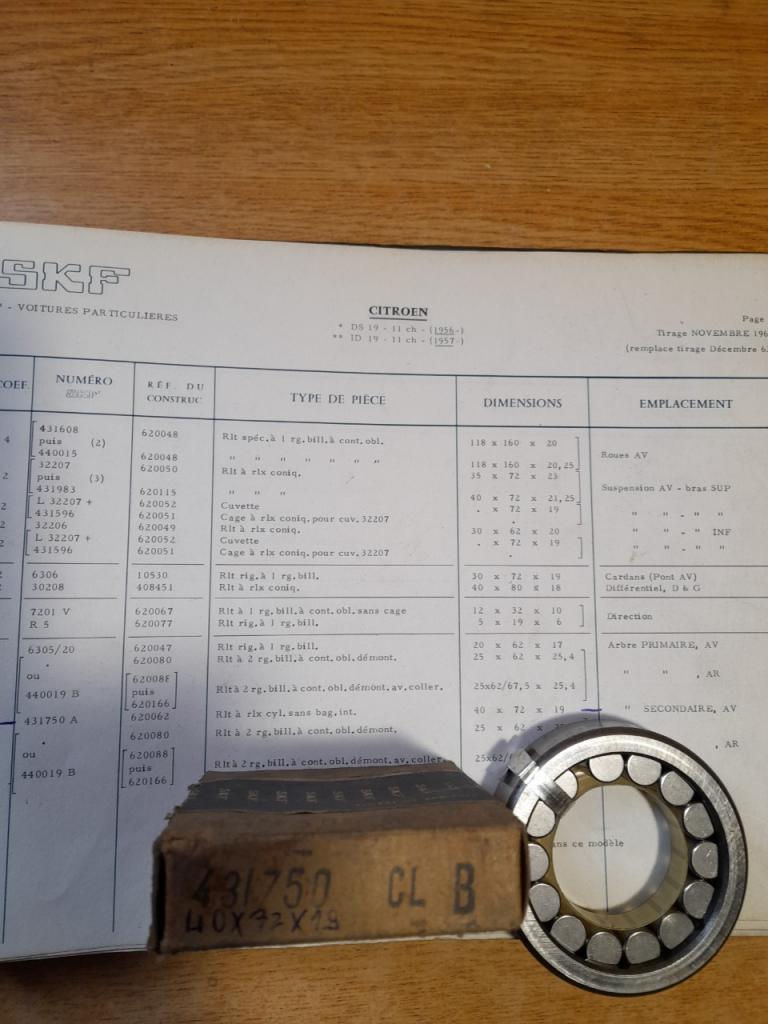 SKF
- VOITURES PARTICULIERES
CITROEN
* DS 19 - 11 ch - (1956-)
** ID 19 - 11 ch - (1957-)
Page
Tirage NOVEMBRE 196
(remplace tirage Décembre 6
COEF. NUMÉRO RÉF. DU CONSTRUC. TYPE DE PIÈCE DIMENSIONS EMPLACEMENT
4 431608 620048 Rlt spéc. à 1 rg. bill. à cont. obl. 118 x 160 x 20 Roues AV
puis (2)
440015 620048 " " " " " " " 118 x 160 x 20,25
2 32207 620050 Rlt à rlx coniq. 35 x 72 x 23 Suspension AV - bras SUP
puis (3)
431983 620115 " " " 40 x 72 x 21,25
2 L 32207 + 620052 Cuvette . x 72 x 19 " " - " "
431596 620051 Cage à rlx coniq. pour cuv. 32207 .
2 32206 620049 Rlt à rlx coniq. 30 x 62 x 20 " " - " INF
2 L 32207 + 620052 Cuvette . x 72 x 19 " " - " "
431596 620051 Cage à rlx coniq. pour cuv. 32207 .
2 6306 10530 Rlt rig. à 1 rg. bill. 30 x 72 x 19 Cardans (Pont AV)
2 30208 408451 Rlt à rlx coniq. 40 x 80 x 18 Différentiel, D & G
7201 V 620067 Rlt à 1 rg. bill. à cont. obl. sans cage 12 x 32 x 10 Direction
R 5 620077 Rlt rig. à 1 rg. bill. 5 x 19 x 6
6305/20 620047 Rlt rig. à 1 rg. bill. 20 x 62 x 17 Arbre PRIMAIRE, AV
. 620080 Rlt à 2 rg. bill. à cont. obl. démont. 25 x 62 x 25,4 " " , AR
ou 620088
440019 B puis Rlt à 2 rg. bill. à cont. obl. démont. av. coller. 25x62/67,5 x 25,4
620166
431750 A 620062 Rlt à rlx cyl. sans bag. int. 40 x 72 x 19 " SECONDAIRE, AV
. 620080 Rlt à 2 rg. bill. à cont. obl. démont. 25 x 62 , AR
ou 620088
440019 B puis Rlt à 2 rg. bill. à cont. obl. démont. av. coller. 25x62/
620166
ans ce modèle
SKF SKF SKF SKF SKF SKF SKF
431750 CL B
40X72X19